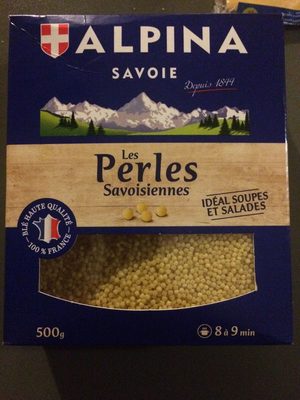 ALPINA
SAVOIE
Depuis 1844
Les
Perles
Savoisiennes
IDÉAL SOUPES
ET SALADES
BLÉ HAUTE QUALITÉ
100 % FRANCE
500g
8 à 9 min